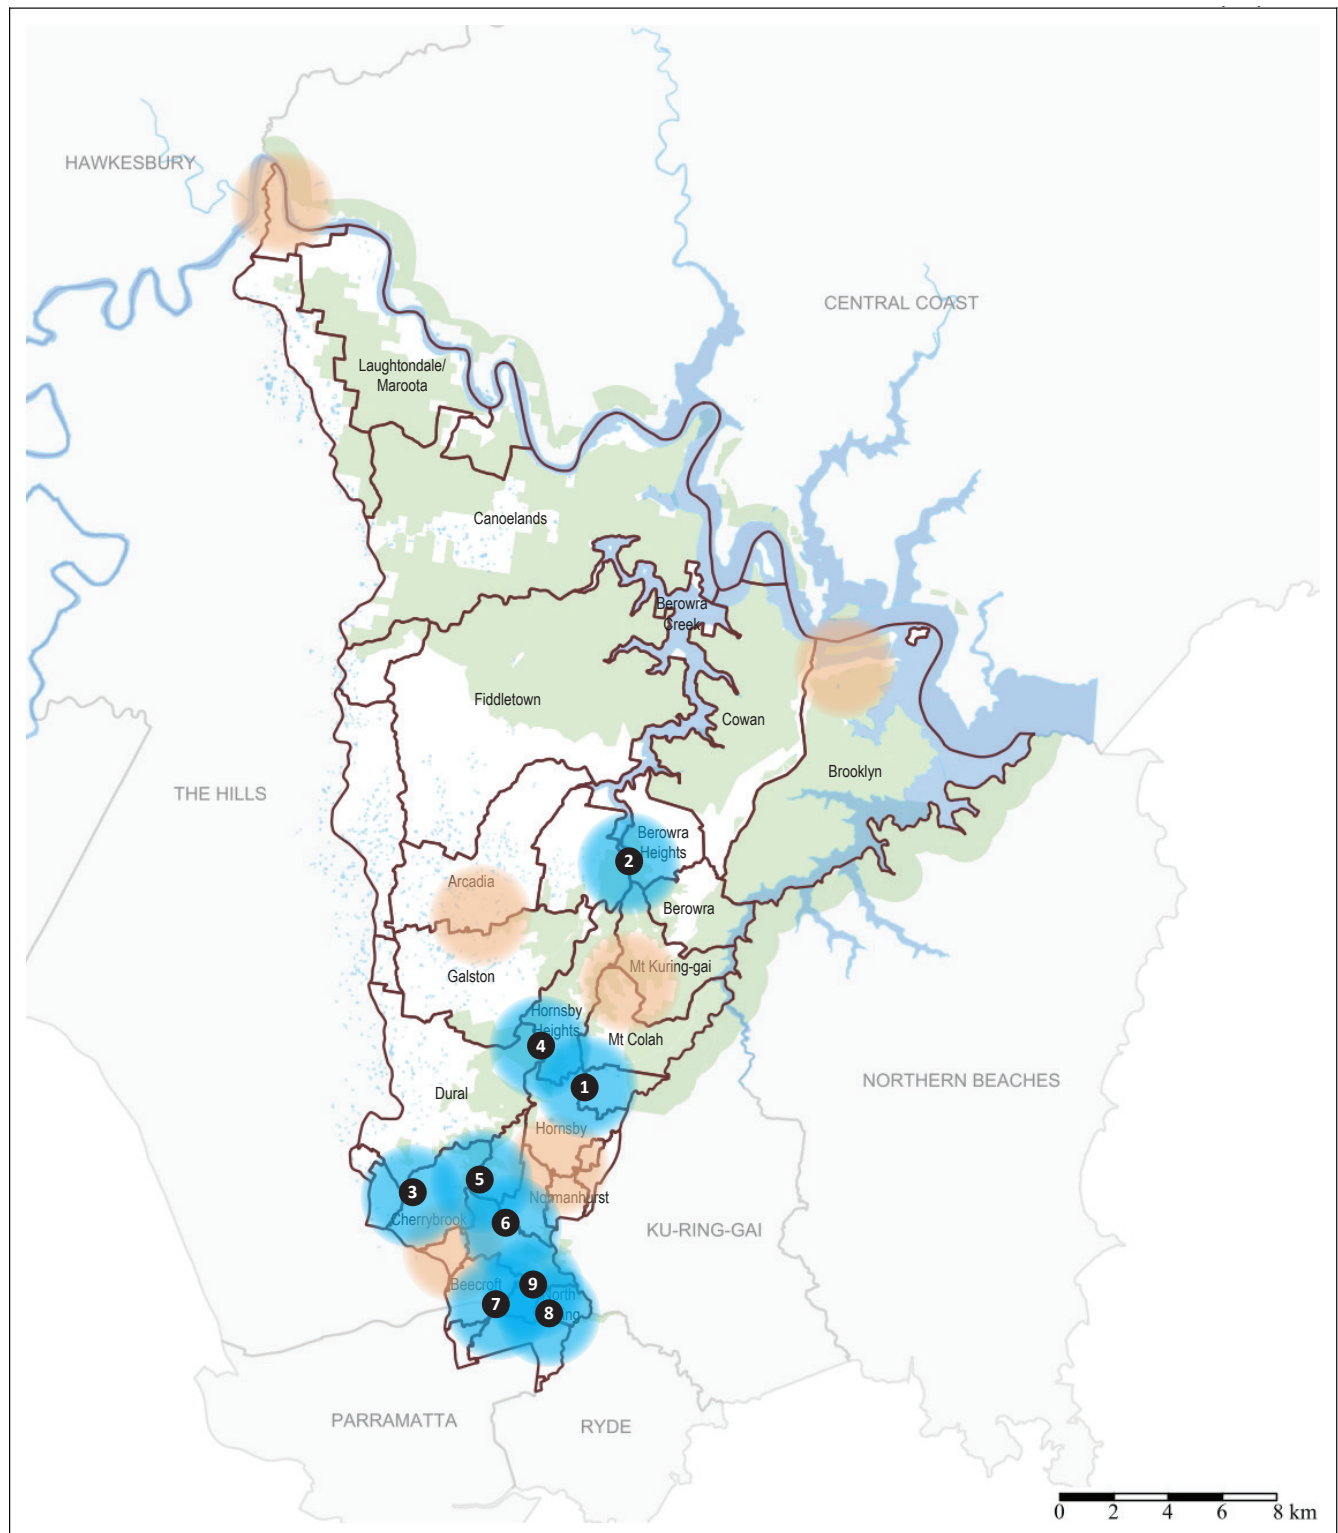 HAWKESBURY
CENTRAL COAST
Laughtondale/
Maroota
Canoelands
Berowra
Creek
Fiddletown
Cowan
Brooklyn
THE HILLS
Berowra
Heights
2
Arcadia
Berowra
Galston
Mt Kuring-gai
Hornsby
Heights
4
Mt Colah
1
NORTHERN BEACHES
Dural
Hornsby
5
3
Normanhurst
Cherrybrook
6
KU-RING-GAI
Beecroft
9
North
7
8
PARRAMATTA
RYDE
0 2 4 6 8 km